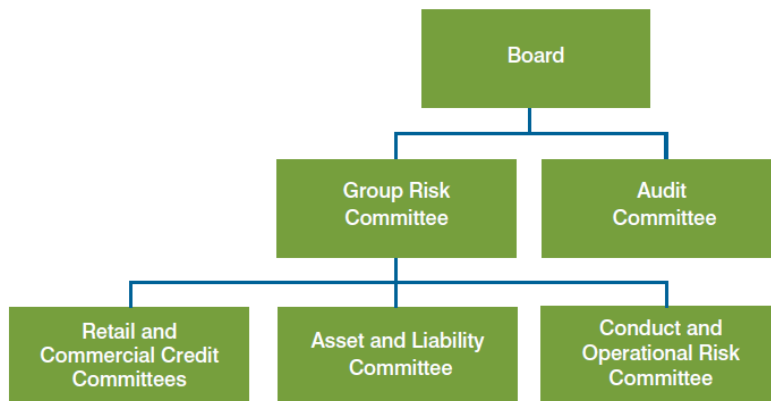 Board
Group Risk
Committee
Audit
Committee
Retail and
Commercial Credit
Committees
Asset and Liability
Committee
Conduct and
Operational Risk
Committee